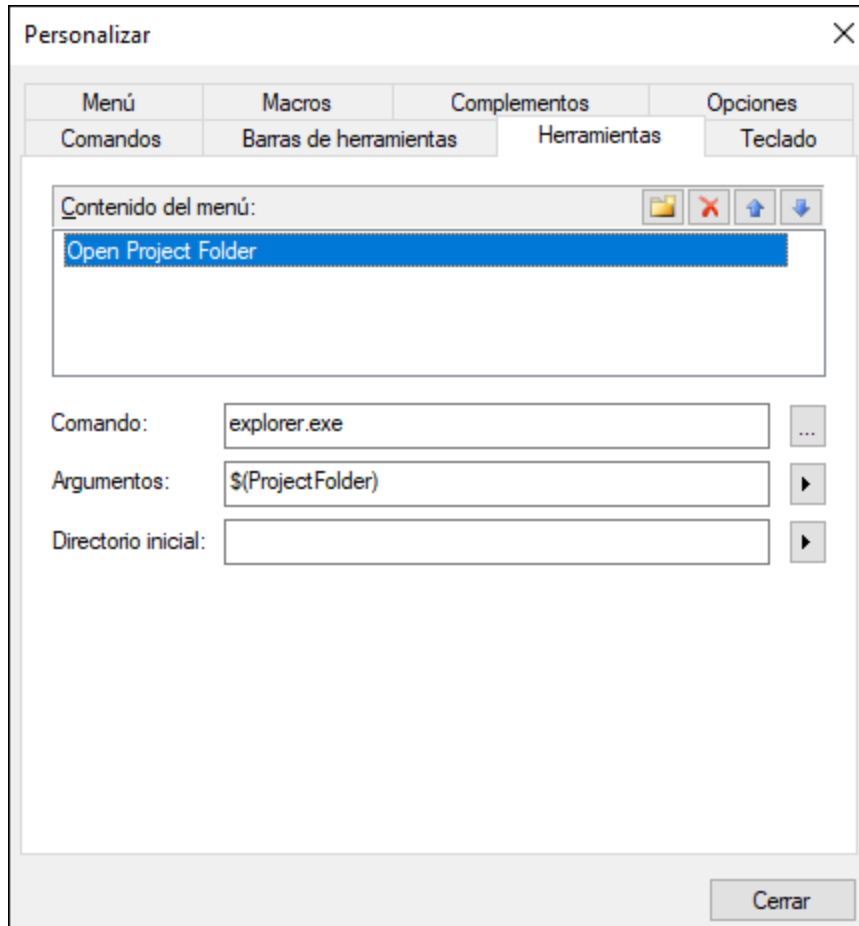 Personalizar
Menú Macros Complementos Opciones
Comandos Barras de herramientas Herramientas Teclado
Contenido del menú:
Open Project Folder
Comando: explorer.exe ...
Argumentos: $(ProjectFolder)
Directorio inicial:
Cerrar